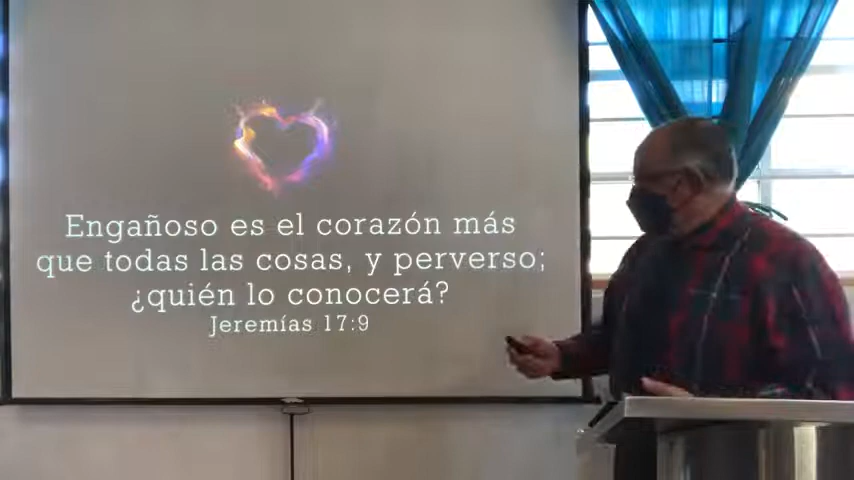 Engañoso es el corazón más
que todas las cosas, y perverso;
¿quién lo conocerá?
Jeremías 17:9